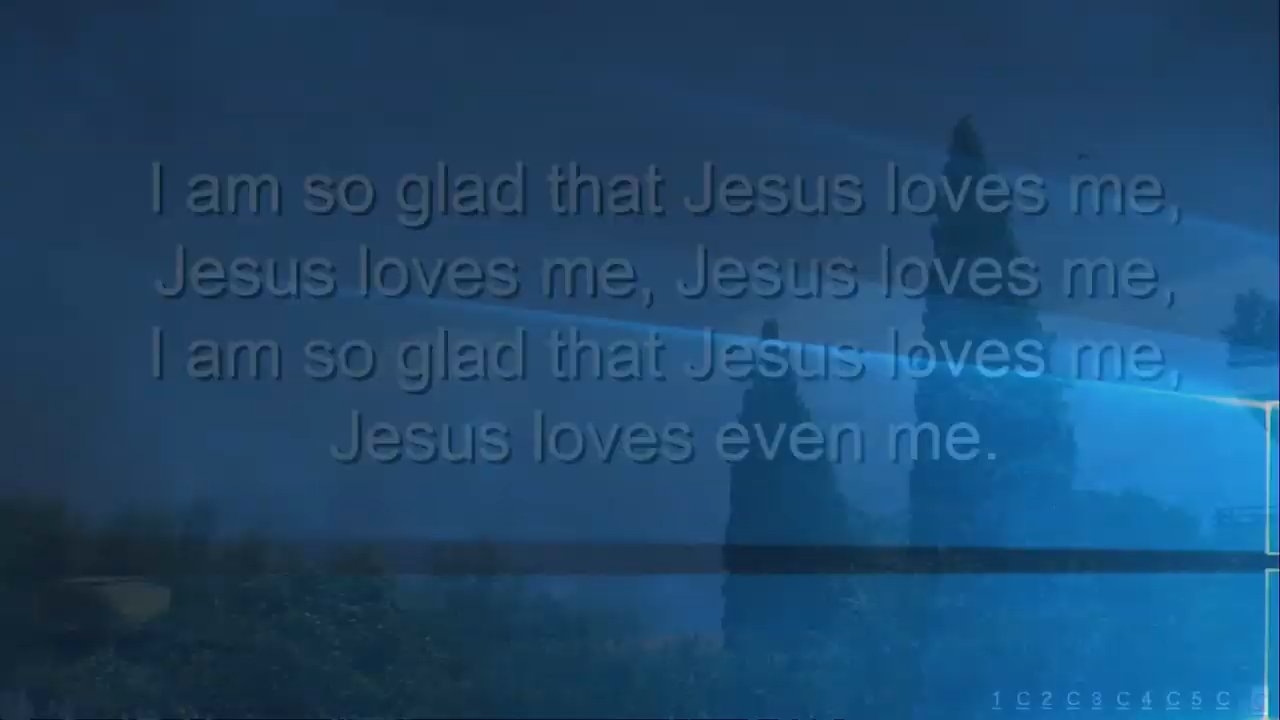 I am so glad that Jesus loves me,
Jesus loves me, Jesus loves me,
I am so glad that Jesus loves me,
Jesus loves even me.
1 C 2 C 3 C 4 C 5 C